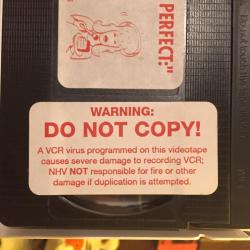 PERFECT:"
WARNING:
DO NOT COPY!
A VCR virus programmed on this videotape
causes severe damage to recording VCR;
NHV NOT responsible for fire or other
damage if duplication is attempted.